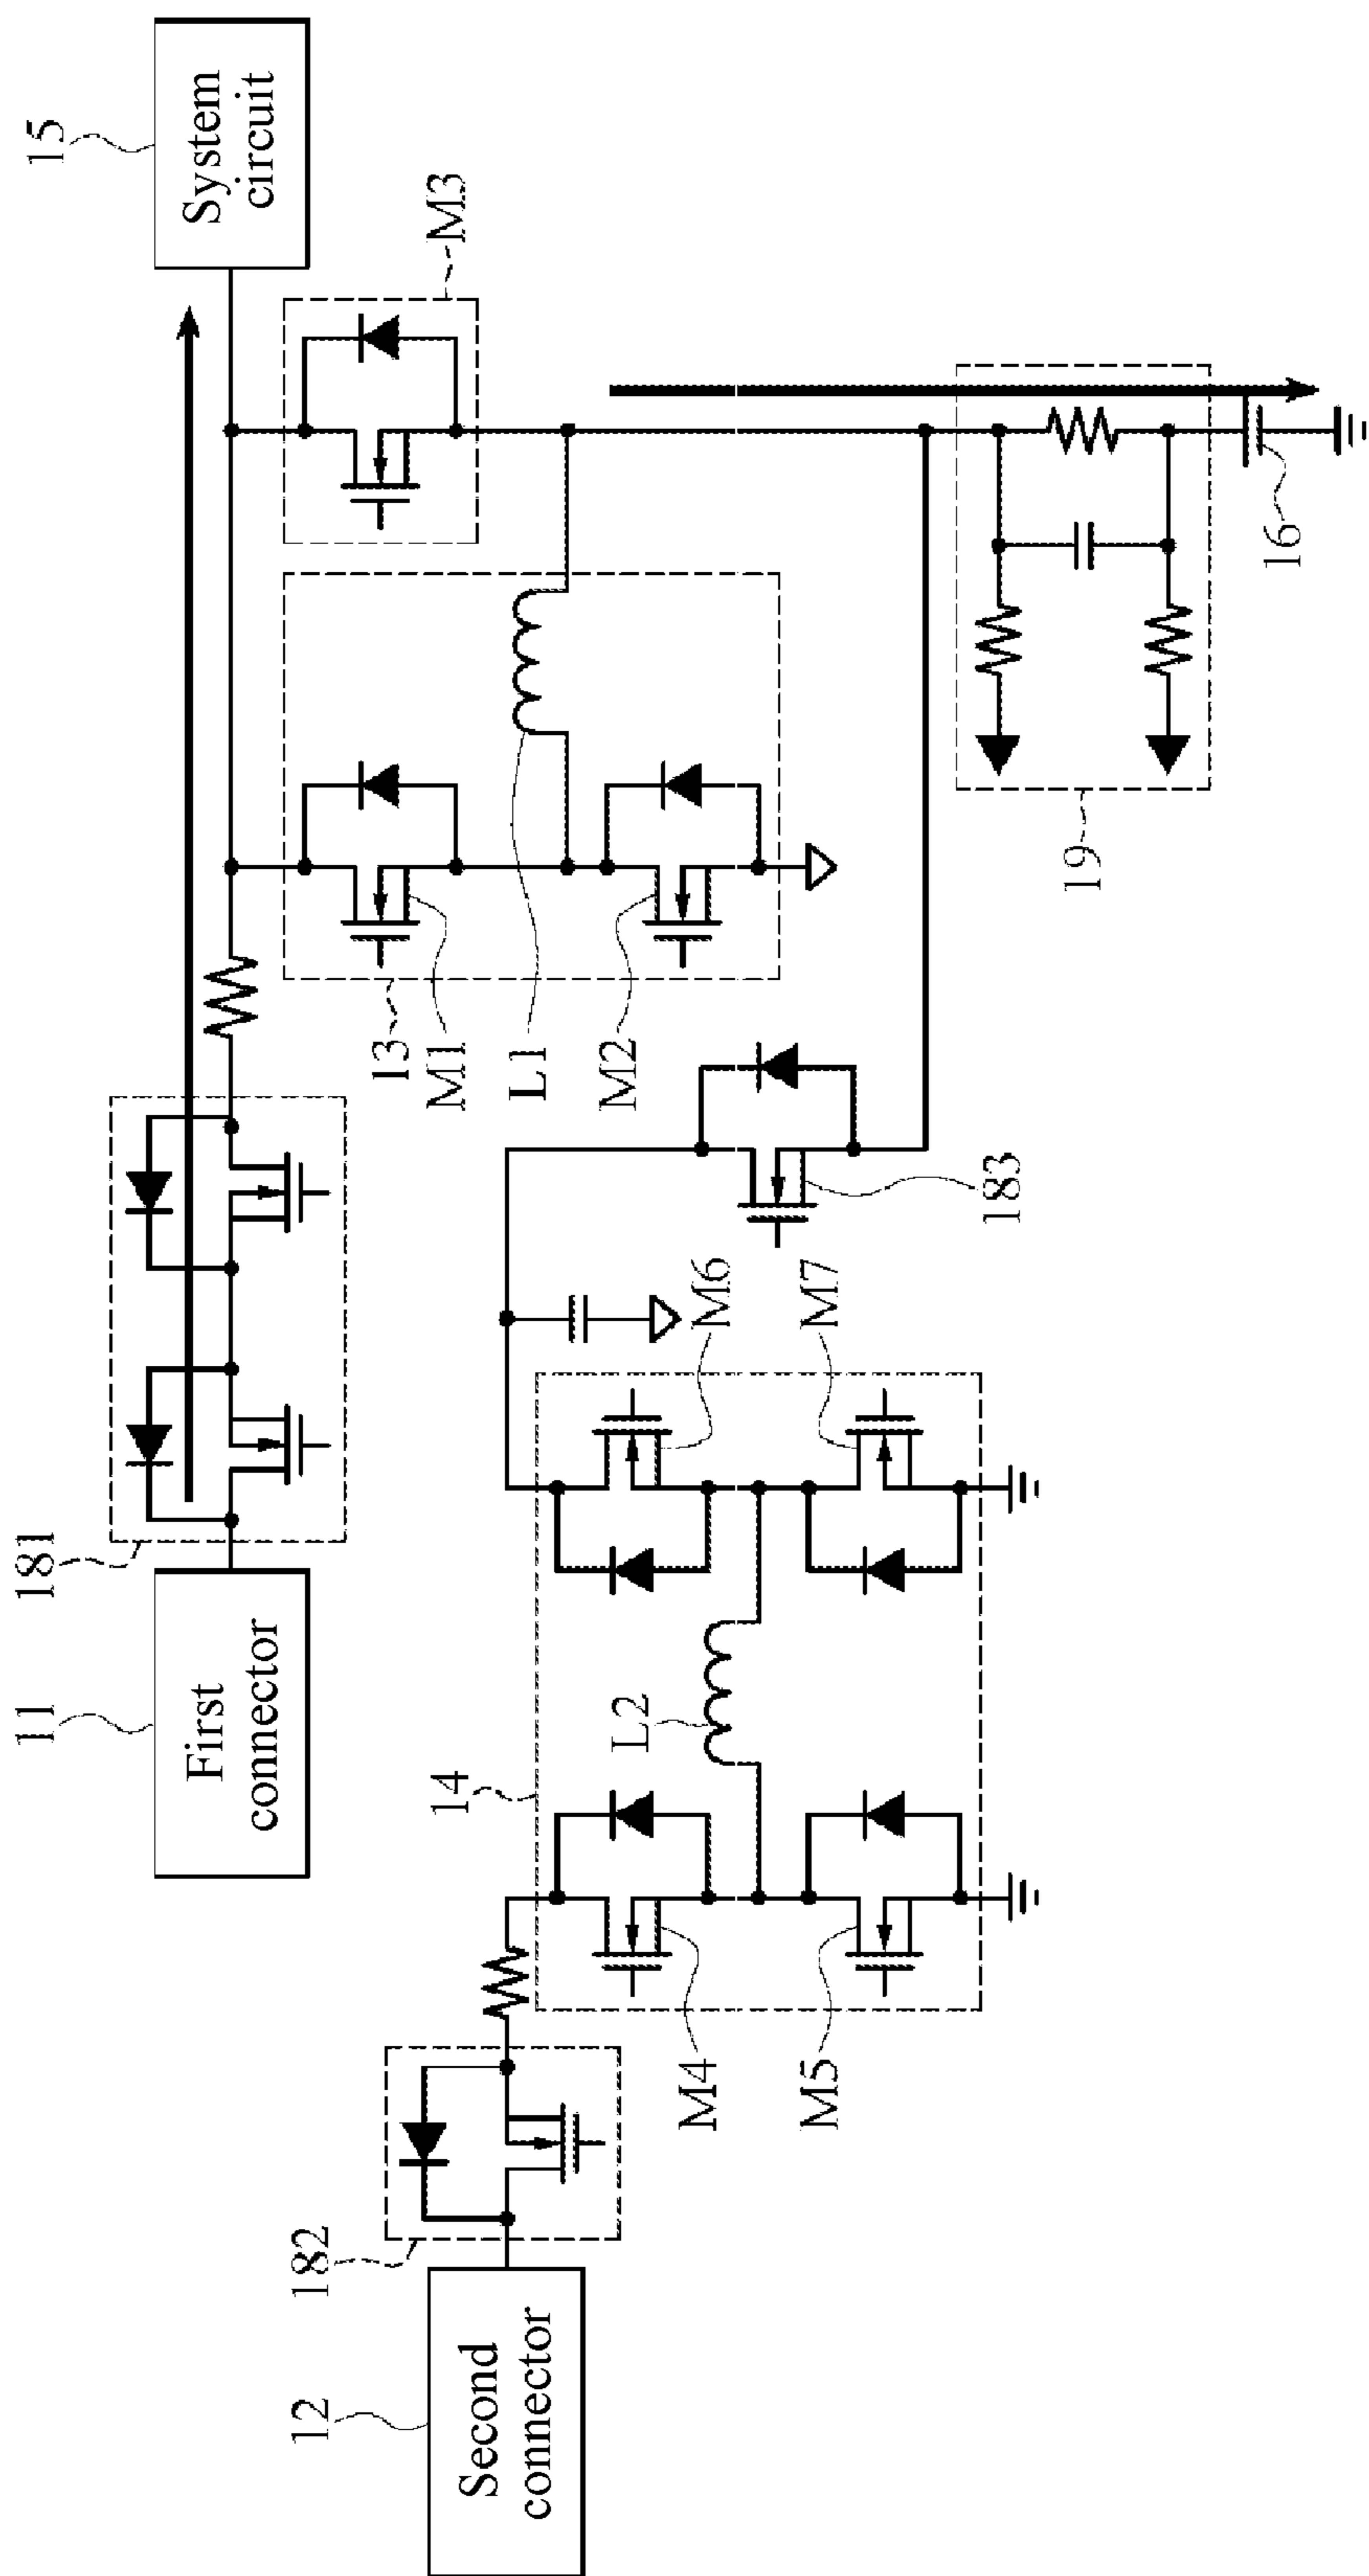 11
First
connector
181
15
System
circuit
M3
13
M1
L1
M2
12
Second
connector
182
14
L2
M4
M5
M6
M7
183
19
16